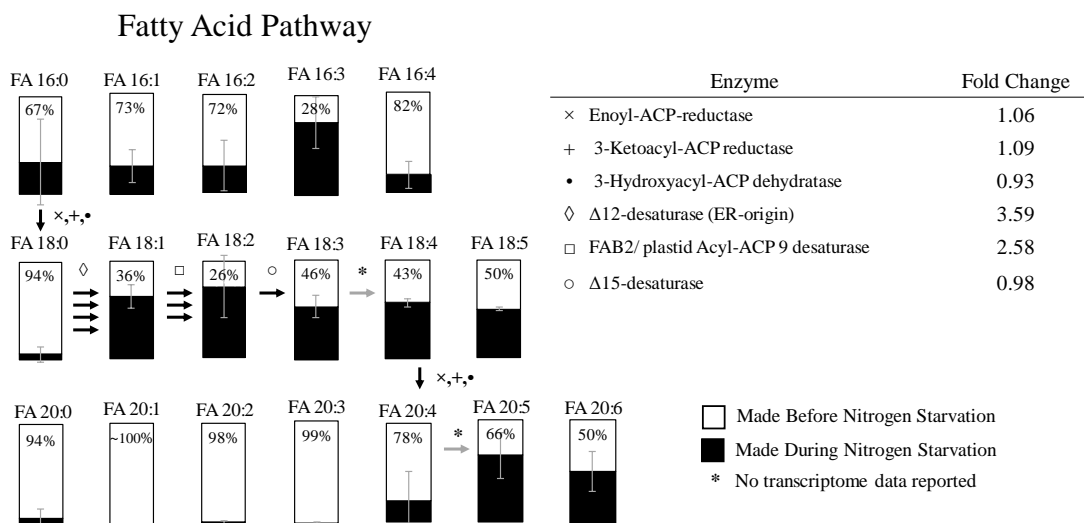 Fatty Acid Pathway
FA 16:0 FA 16:1 FA 16:2 FA 16:3 FA 16:4
67% 73% 72% 28% 82%
×,+,•
FA 18:0 FA 18:1 FA 18:2 FA 18:3 FA 18:4 FA 18:5
94% ◊ 36% □ 26% ○ 46% * 43% 50%
×,+,•
FA 20:0 FA 20:1 FA 20:2 FA 20:3 FA 20:4 FA 20:5 FA 20:6
94% ~100% 98% 99% 78% * 66% 50%
Enzyme Fold Change
× Enoyl-ACP-reductase 1.06
+ 3-Ketoacyl-ACP reductase 1.09
• 3-Hydroxyacyl-ACP dehydratase 0.93
◊ Δ12-desaturase (ER-origin) 3.59
□ FAB2/ plastid Acyl-ACP 9 desaturase 2.58
○ Δ15-desaturase 0.98
Made Before Nitrogen Starvation
Made During Nitrogen Starvation
* No transcriptome data reported